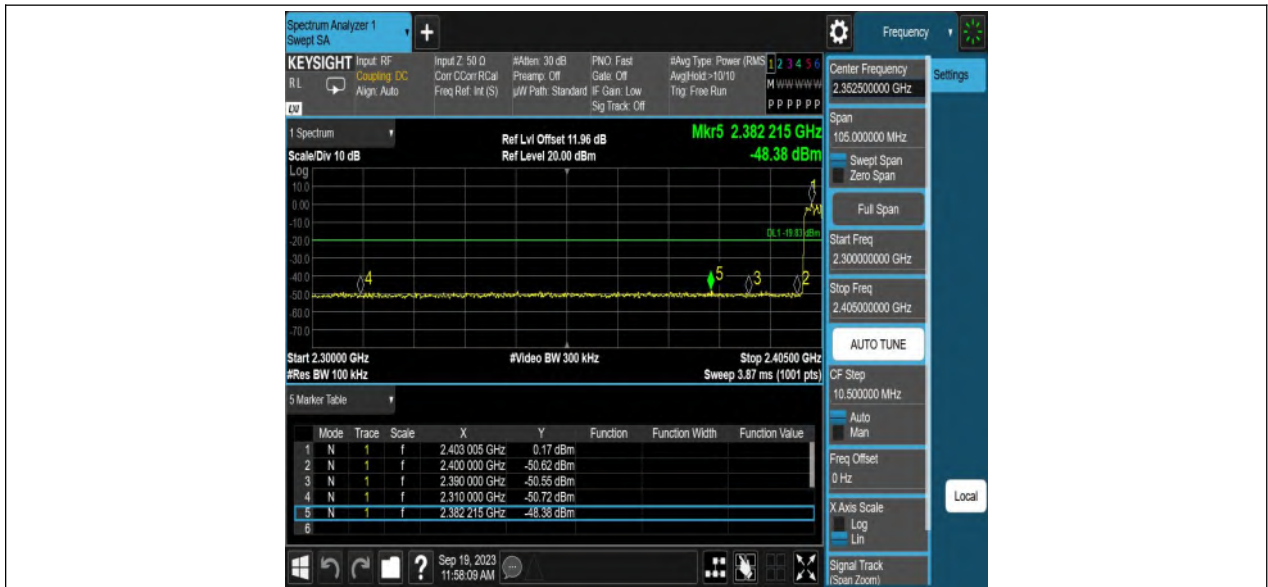 Spectrum Analyzer 1
Swept SA
+
Frequency
KEYSIGHT
RL
LXI
Input: RF
Coupling: DC
Align: Auto
Input Z: 50 Ω
Corr CCorr RCal
Freq Ref: Int (S)
#Atten: 30 dB
Preamp: Off
µW Path: Standard
PNO: Fast
Gate: Off
IF Gain: Low
Sig Track: Off
#Avg Type: Power (RMS
Avg|Hold:>10/10
Trig: Free Run
1 2 3 4 5 6
M W W W W W
P P P P P P
1 Spectrum
Scale/Div 10 dB
Ref Lvl Offset 11.96 dB
Ref Level 20.00 dBm
Mkr5 2.382 215 GHz
-48.38 dBm
Log
10.0
0.00
-10.0
-20.0
-30.0
-40.0
-50.0
-60.0
-70.0
1
DL1 -19.83 dBm
4
5
3
2
Start 2.30000 GHz
#Video BW 300 kHz
Stop 2.40500 GHz
#Res BW 100 kHz
Sweep 3.87 ms (1001 pts)
5 Marker Table
Mode Trace Scale X Y Function Function Width Function Value
1 N 1 f 2.403 005 GHz 0.17 dBm
2 N 1 f 2.400 000 GHz -50.62 dBm
3 N 1 f 2.390 000 GHz -50.55 dBm
4 N 1 f 2.310 000 GHz -50.72 dBm
5 N 1 f 2.382 215 GHz -48.38 dBm
6
?
Sep 19, 2023
11:58:09 AM
Center Frequency
2.352500000 GHz
Settings
Span
105.000000 MHz
Swept Span
Zero Span
Full Span
Start Freq
2.300000000 GHz
Stop Freq
2.405000000 GHz
AUTO TUNE
CF Step
10.500000 MHz
Auto
Man
Freq Offset
0 Hz
Local
X Axis Scale
Log
Lin
Signal Track
(Span Zoom)